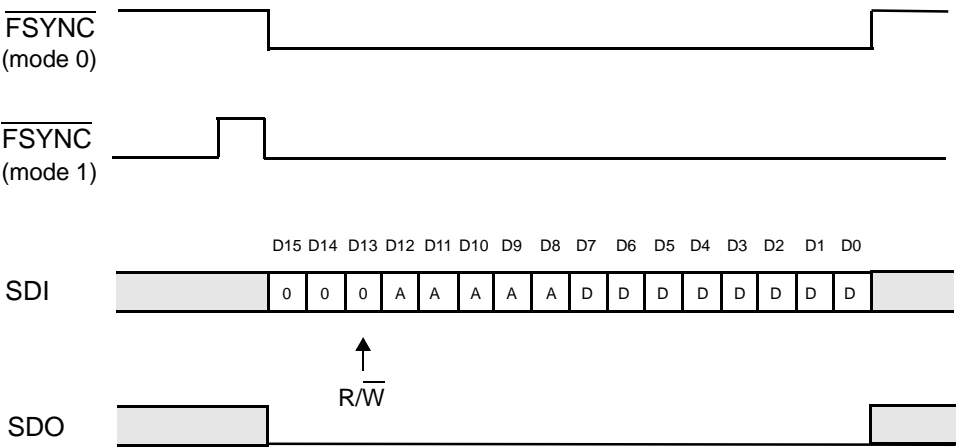 FSYNC
(mode 0)
FSYNC
(mode 1)
D15 D14 D13 D12 D11 D10 D9 D8 D7 D6 D5 D4 D3 D2 D1 D0
SDI 0 0 0 A A A A A D D D D D D D D
R/W
SDO